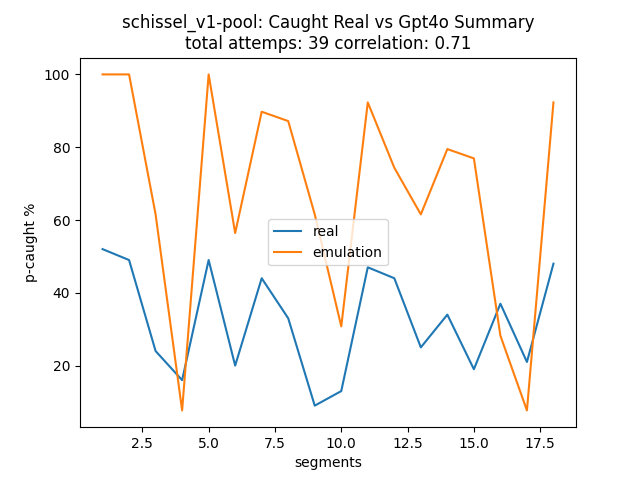 schissel_v1-pool: Caught Real vs Gpt4o Summary
total attemps: 39 correlation: 0.71
100
80
60
40
20
p-caught %
real
emulation
2.5 5.0 7.5 10.0 12.5 15.0 17.5
segments